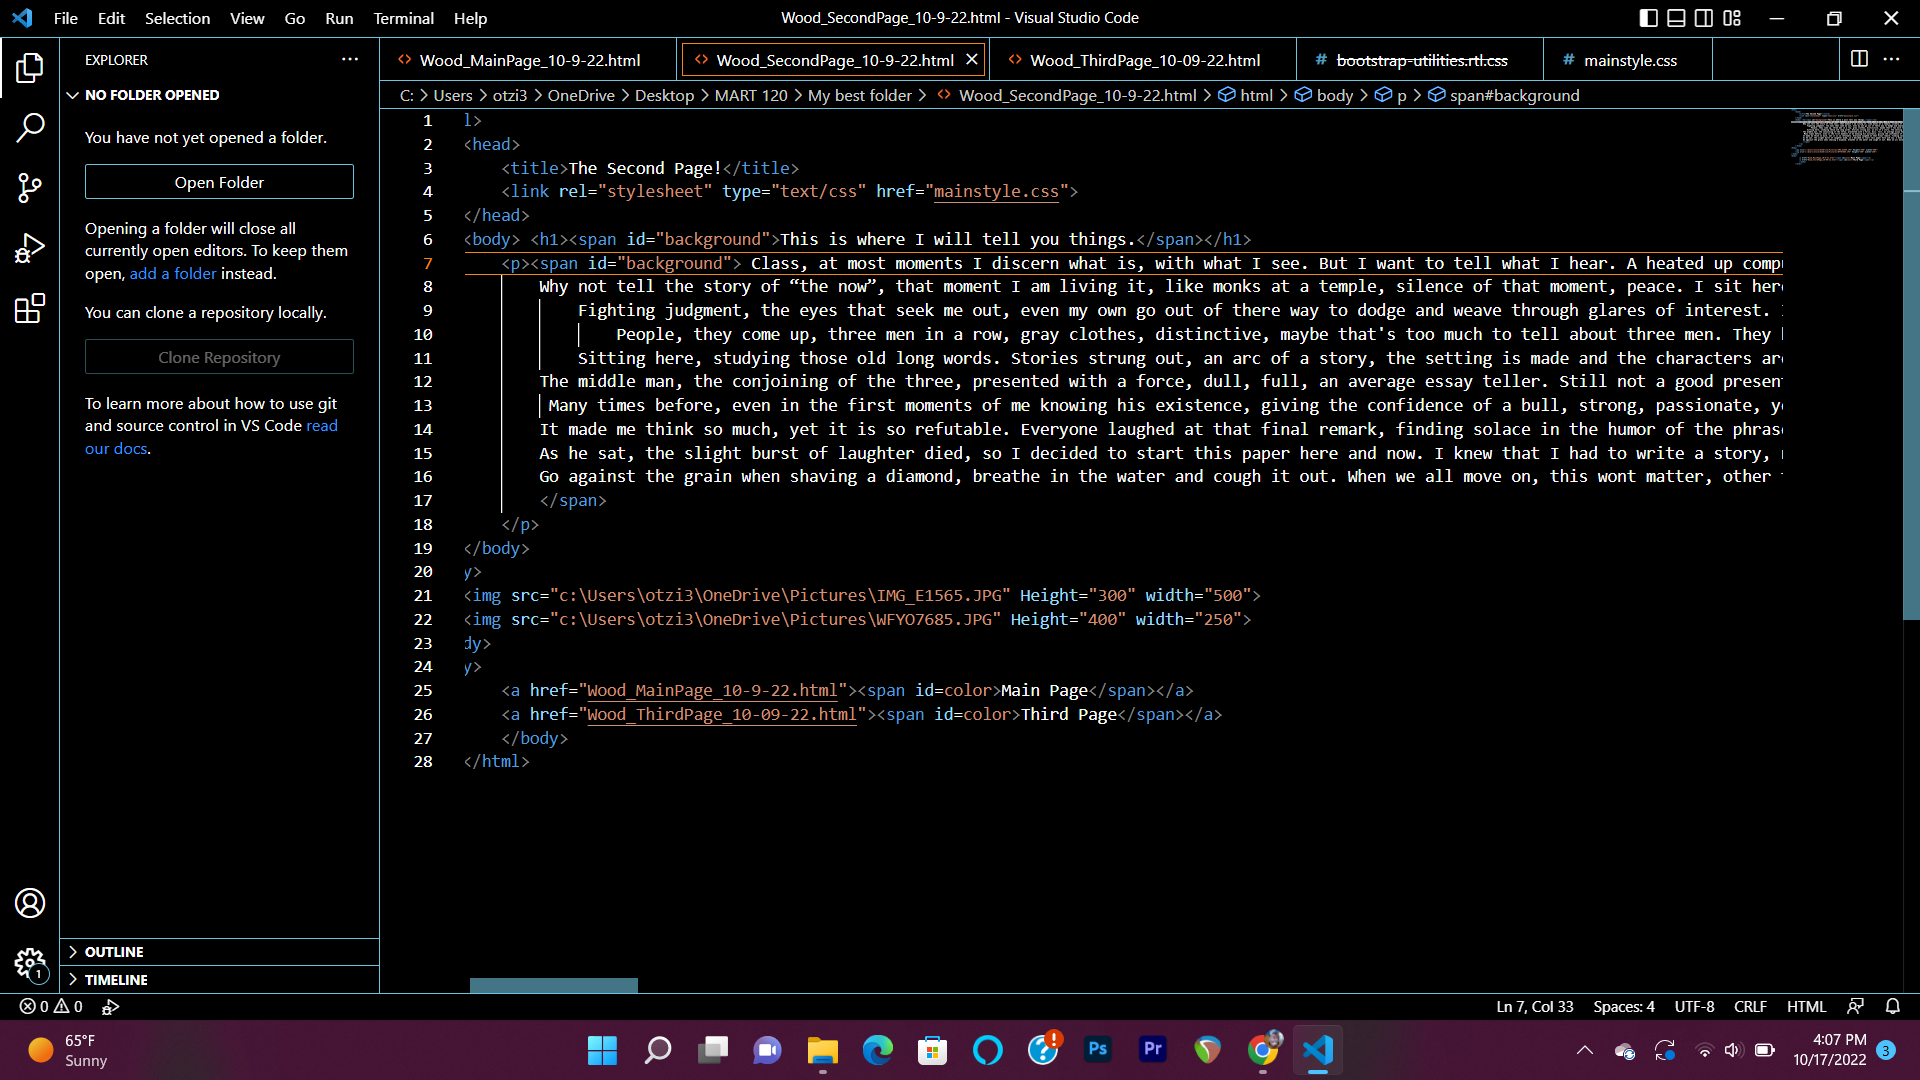 File Edit Selection View Go Run Terminal Help
Wood_SecondPage_10-9-22.html - Visual Studio Code
EXPLORER
Wood_MainPage_10-9-22.html
Wood_SecondPage_10-9-22.html
Wood_ThirdPage_10-09-22.html
# bootstrap-utilities.rtl.css
# mainstyle.css
C: > Users > otzi3 > OneDrive > Desktop > MART 120 > My best folder > Wood_SecondPage_10-9-22.html > html > body > p > span#background
NO FOLDER OPENED
You have not yet opened a folder.
Open Folder
Opening a folder will close all
currently open editors. To keep them
open, add a folder instead.
You can clone a repository locally.
Clone Repository
To learn more about how to use git
and source control in VS Code read
our docs.
OUTLINE
TIMELINE
1 l>
2 <head>
3 <title>The Second Page!</title>
4 <link rel="stylesheet" type="text/css" href="mainstyle.css">
5 </head>
6 <body> <h1><span id="background">This is where I will tell you things.</span></h1>
7 <p><span id="background"> Class, at most moments I discern what is, with what I see. But I want to tell what I hear. A heated up comp
8 Why not tell the story of “the now”, that moment I am living it, like monks at a temple, silence of that moment, peace. I sit her
9 Fighting judgment, the eyes that seek me out, even my own go out of there way to dodge and weave through glares of interest.
10 People, they come up, three men in a row, gray clothes, distinctive, maybe that's too much to tell about three men. They
11 Sitting here, studying those old long words. Stories strung out, an arc of a story, the setting is made and the characters ar
12 The middle man, the conjoining of the three, presented with a force, dull, full, an average essay teller. Still not a good presen
13 Many times before, even in the first moments of me knowing his existence, giving the confidence of a bull, strong, passionate, y
14 It made me think so much, yet it is so refutable. Everyone laughed at that final remark, finding solace in the humor of the phras
15 As he sat, the slight burst of laughter died, so I decided to start this paper here and now. I knew that I had to write a story,
16 Go against the grain when shaving a diamond, breathe in the water and cough it out. When we all move on, this wont matter, other
17 </span>
18 </p>
19 </body>
20 y>
21 <img src="c:\Users\otzi3\OneDrive\Pictures\IMG_E1565.JPG" Height="300" width="500">
22 <img src="c:\Users\otzi3\OneDrive\Pictures\WFYO7685.JPG" Height="400" width="250">
23 dy>
24 y>
25 <a href="Wood_MainPage_10-9-22.html"><span id=color>Main Page</span></a>
26 <a href="Wood_ThirdPage_10-09-22.html"><span id=color>Third Page</span></a>
27 </body>
28 </html>
1
0 0
Ln 7, Col 33 Spaces: 4 UTF-8 CRLF HTML
65°F
Sunny
Ps
Pr
4:07 PM
10/17/2022
3